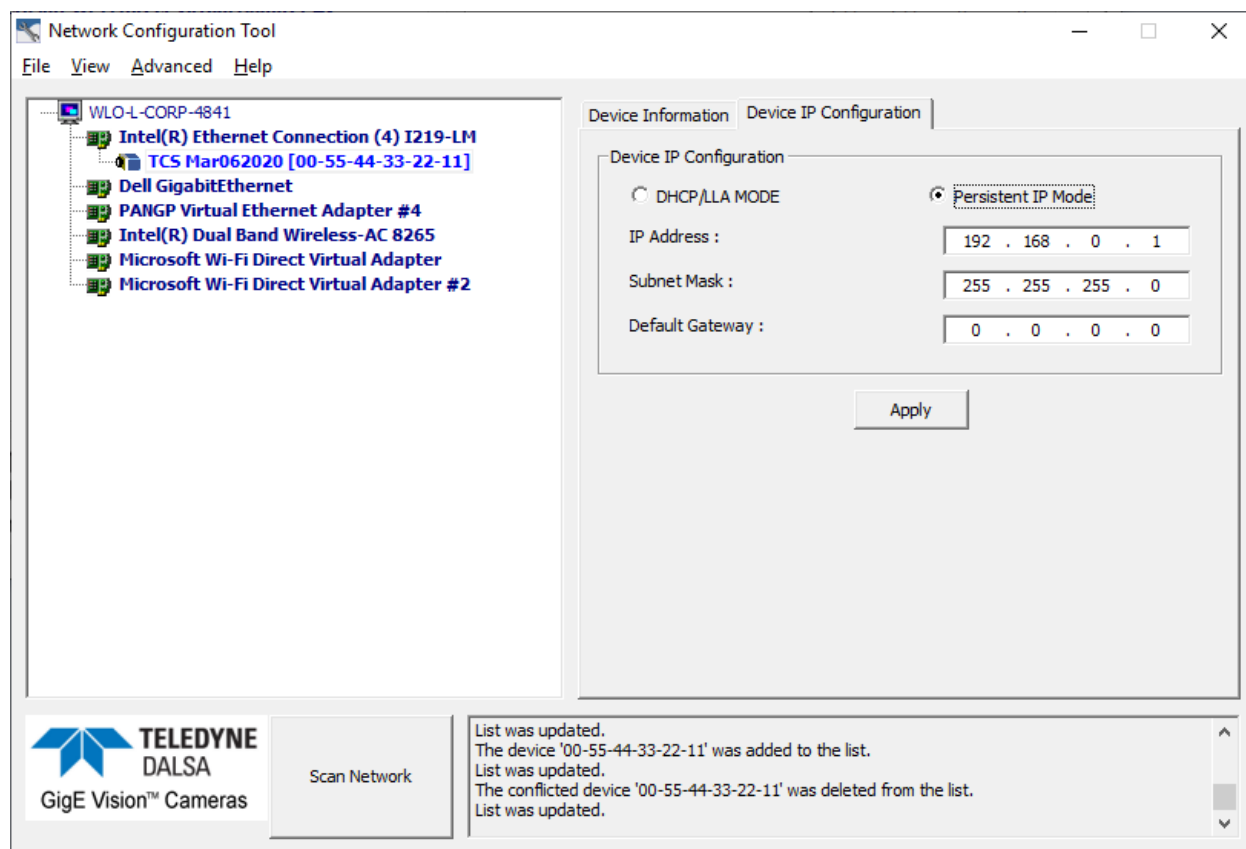 Network Configuration Tool
File View Advanced Help
WLO-L-CORP-4841
Intel(R) Ethernet Connection (4) I219-LM
TCS Mar062020 [00-55-44-33-22-11]
Dell GigabitEthernet
PANGP Virtual Ethernet Adapter #4
Intel(R) Dual Band Wireless-AC 8265
Microsoft Wi-Fi Direct Virtual Adapter
Microsoft Wi-Fi Direct Virtual Adapter #2
Device Information Device IP Configuration
Device IP Configuration
DHCP/LLA MODE Persistent IP Mode
IP Address : 192 . 168 . 0 . 1
Subnet Mask : 255 . 255 . 255 . 0
Default Gateway : 0 . 0 . 0 . 0
Apply
TELEDYNE
DALSA
GigE Vision™ Cameras
Scan Network
List was updated.
The device '00-55-44-33-22-11' was added to the list.
List was updated.
The conflicted device '00-55-44-33-22-11' was deleted from the list.
List was updated.